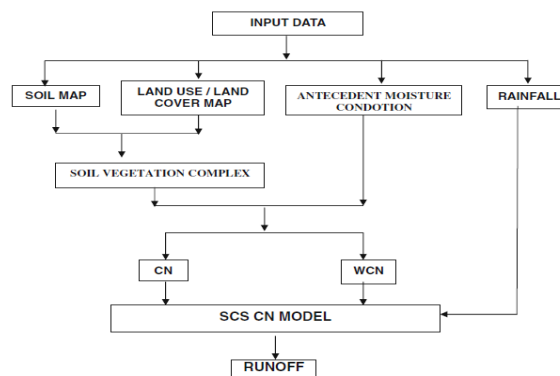 INPUT DATA
SOIL MAP
LAND USE / LAND
COVER MAP
ANTECEDENT MOISTURE
CONDOTION
RAINFALL
SOIL VEGETATION COMPLEX
CN
WCN
SCS CN MODEL
RUNOFF